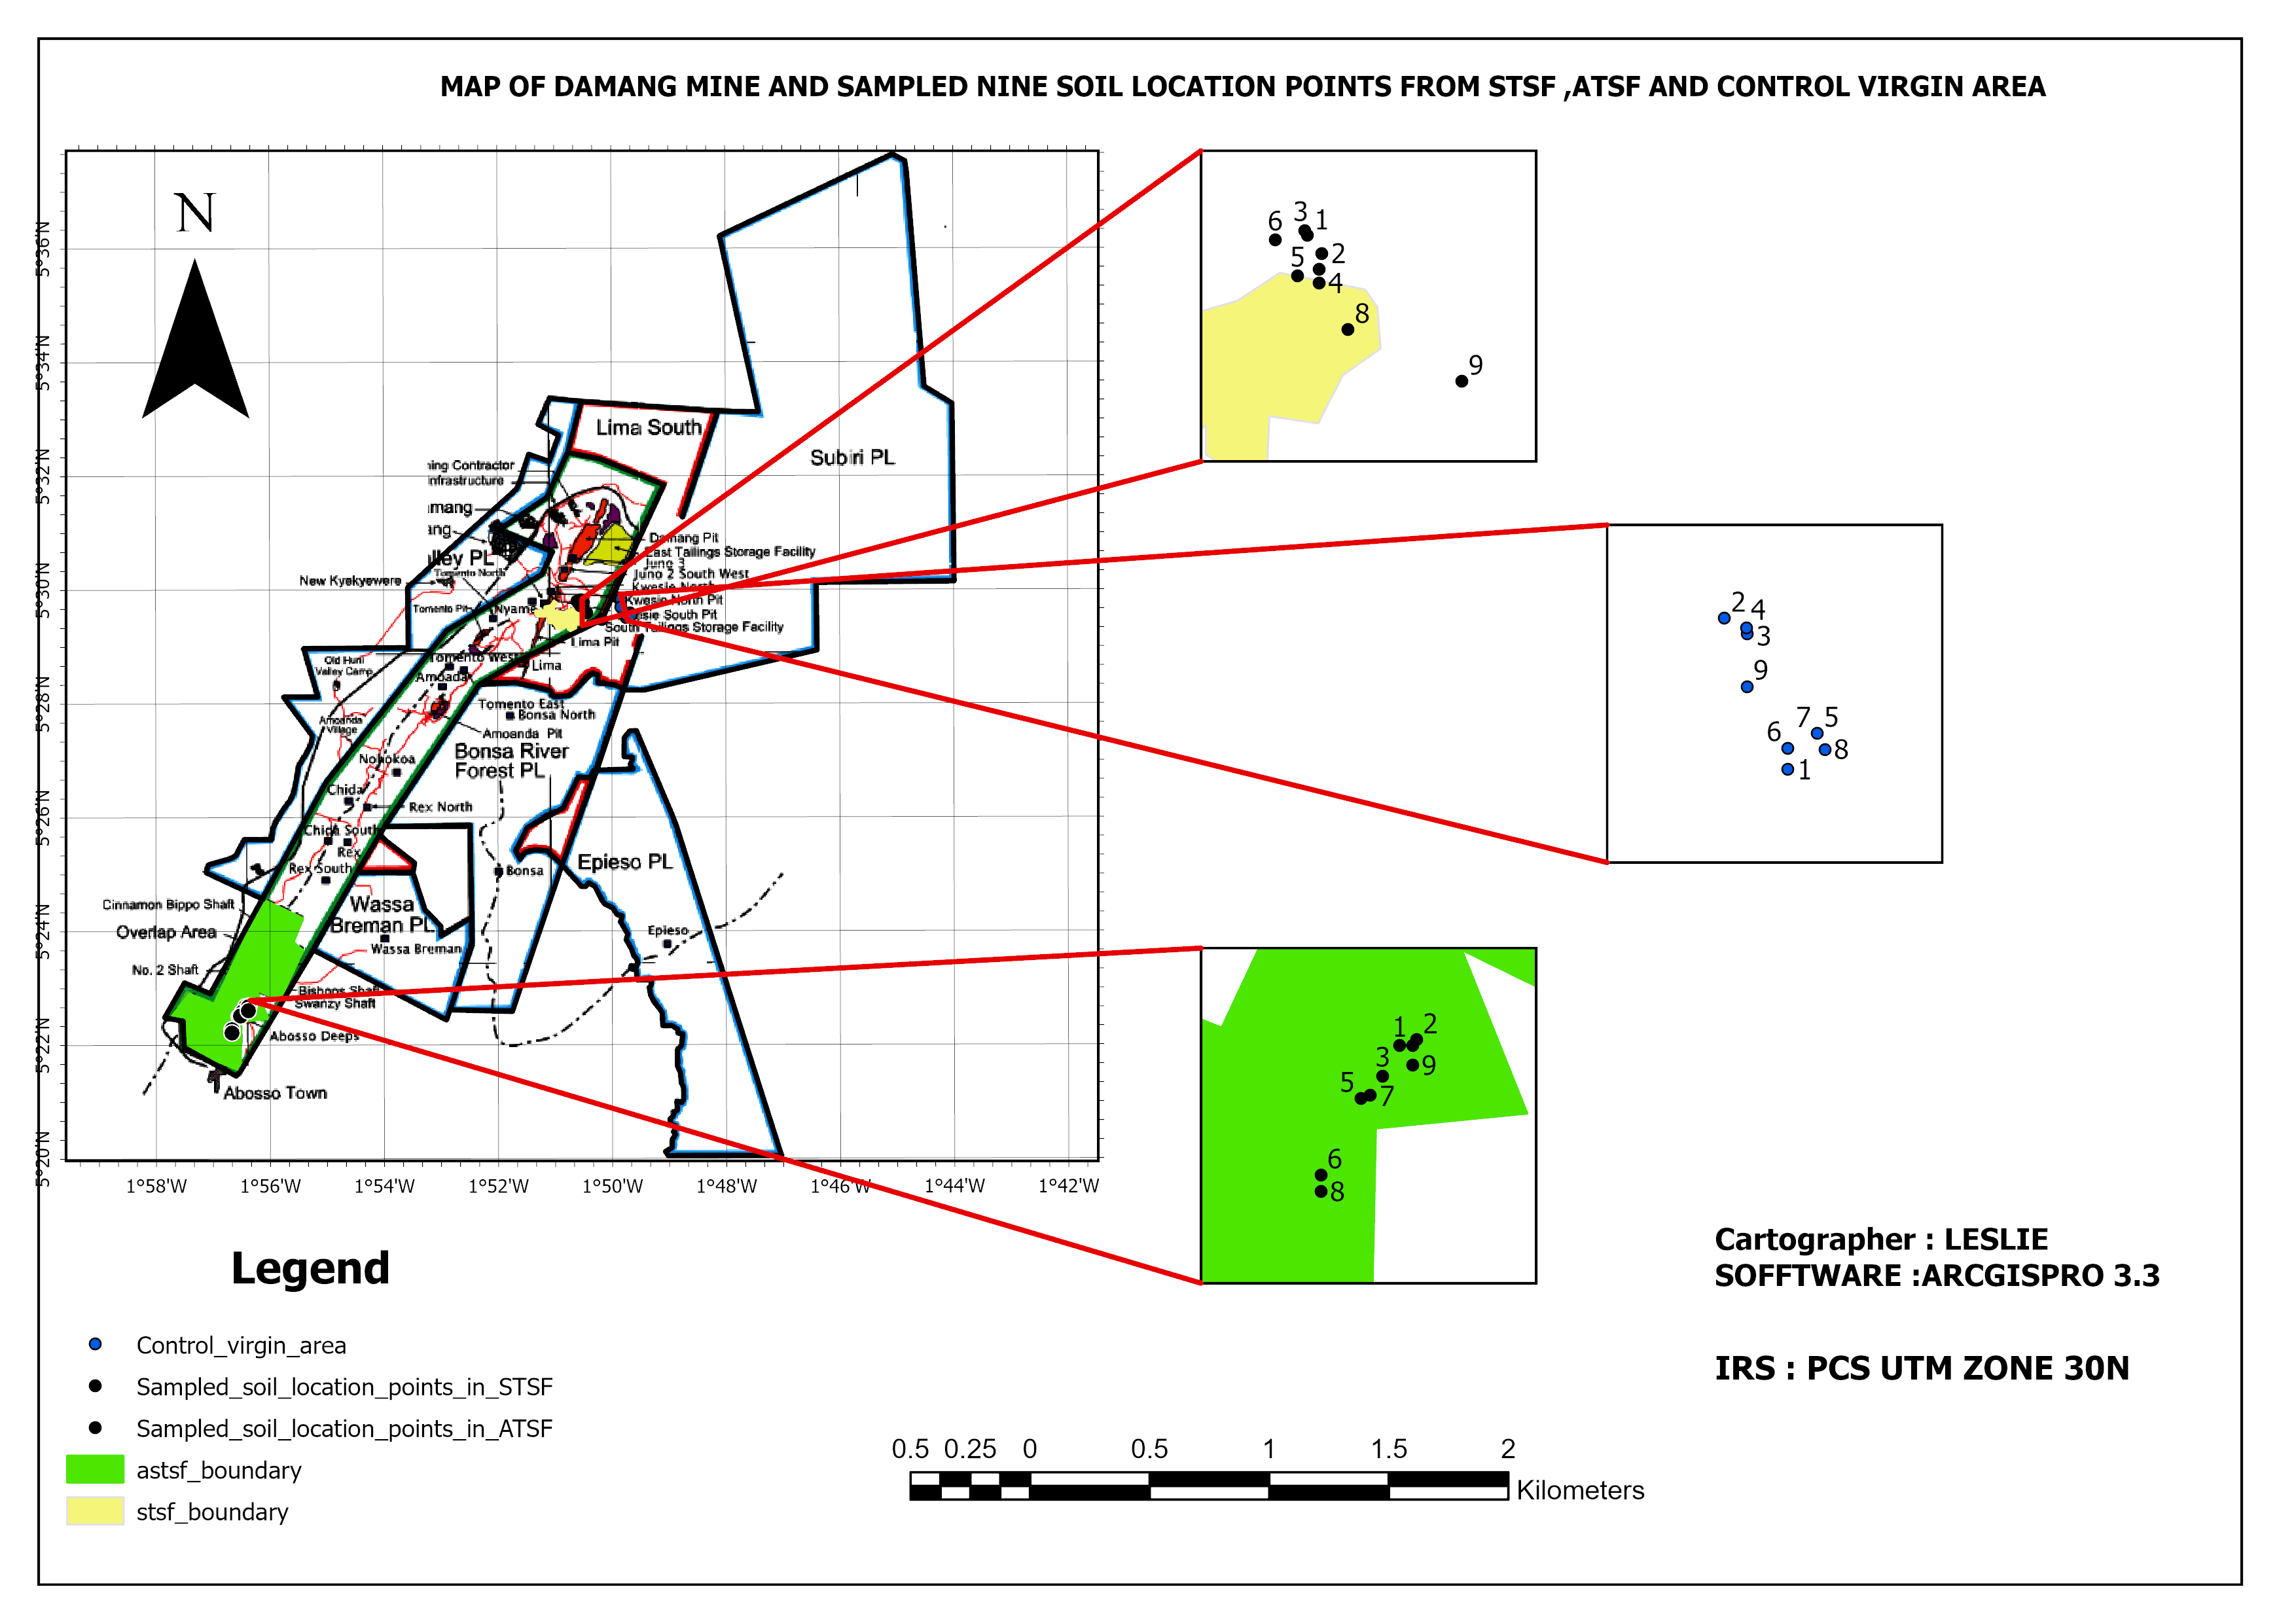 MAP OF DAMANG MINE AND SAMPLED NINE SOIL LOCATION POINTS FROM STSF ,ATSF AND CONTROL VIRGIN AREA
N
5°36'N
5°34'N
5°32'N
5°30'N
5°28'N
5°26'N
5°24'N
5°22'N
5°20'N
Lima South
Subiri PL
ning Contractor
nfrastructure
mang
ang
lley PL
Tomento North
New Kyekyewere
Tomento Pit
Nyame
Damang Pit
East Tailings Storage Facility
Juno 3
Juno 2 South West
Kwesie North
Kwesie North Pit
sie South Pit
South Tailings Storage Facility
Lima Pit
Lima
Old Huni
Valley Camp
Tomento West
Amoada
Tomento East
Bonsa North
Amoanda
Village
Amoanda Pit
Bonsa River
Forest PL
Nohokoa
Chida
Rex North
Chida South
Rex
Rex South
Bonsa
Epieso PL
Cinnamon Bippo Shaft
Wassa
Breman PL
Overlap Area
Wassa Breman
Epieso
No. 2 Shaft
Bishops Shaft
Swanzy Shaft
Abosso Deeps
Abosso Town
1°58'W
1°56'W
1°54'W
1°52'W
1°50'W
1°48'W
1°46'W
1°44'W
1°42'W
6
3
1
5
2
4
8
9
2
4
3
9
7
5
6
8
1
1
2
3
9
5
7
6
8
Cartographer : LESLIE
SOFFTWARE :ARCGISPRO 3.3
IRS : PCS UTM ZONE 30N
Legend
Control_virgin_area
Sampled_soil_location_points_in_STSF
Sampled_soil_location_points_in_ATSF
astsf_boundary
stsf_boundary
0.5 0.25 0 0.5 1 1.5 2
Kilometers